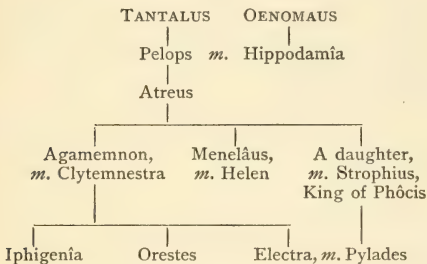 TANTALUS OENOMAUS
Pelops m. Hippodamîa
Atreus
Agamemnon, Menelâus, A daughter,
m. Clytemnestra m. Helen m. Strophius,
King of Phôcis
Iphigenîa Orestes Electra, m. Pylades